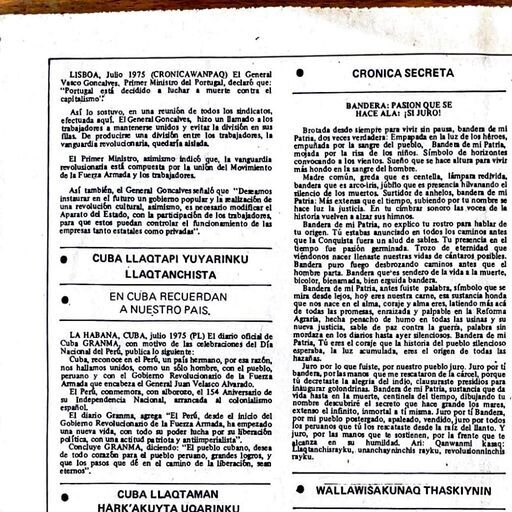 LISBOA, Julio 1975 (CRONICAWANPAQ) El General
Vasco Goncalves, Primer Ministro del Portugal, declaró que:
"Portugal está decidido a luchar a muerte contra el
capitalismo".
Así lo sostuvo, en una reunión de todos los sindicatos,
efectuada aquí. El General Goncalves, hizo un llamado a los
trabajadores a mantenerse unidos y evitar la división en sus
filas. De producirse una división entre los trabajadores, la
vanguardia revolucionaria, quedaría aislada.
El Primer Ministro, asimismo indicó que, la vanguardia
revolucionaria está compuesta por la unión del Movimiento
de la Fuerza Armada y los trabajadores.
Así también, el General Goncalves señaló que "Deseamos
instaurar en el futuro un gobierno popular y la realización de
una revolución cultural, asimismo, es necesario modificar el
Aparato del Estado, con la participación de los trabajadores,
para que estos puedan controlar el funcionamiento de las
empresas tanto estatales como privadas".
CUBA LLAQTAPI YUYARINKU
LLAQTANCHISTA
EN CUBA RECUERDAN
A NUESTRO PAIS.
LA HABANA, CUBA, julio 1975 (PL) El diario oficial de
Cuba GRANMA, con motivo de las celebraciones del Día
Nacional del Perú, publica lo siguiente:
Cuba, reconoce en el Perú, un país hermano, por esa razón,
nos hallamos unidos, como un sólo hombre, con el pueblo
peruano y con el Gobierno Revolucionario de la Fuerza
Armada que encabeza el General Juan Velasco Alvarado.
El Perú, conmemora, con alborozo, el 154 Aniversario de
su Independencia Nacional, arrancada al colonialismo
español.
El diario Granma, agrega "El Perú, desde el inicio del
Gobierno Revolucionario de la Fuerza Armada, ha empezado
una nueva vida, con todo su poder lucha por su liberación
política, con una actitud patriota y antiimperialista".
Concluye GRANMA, diciendo: "El pueblo cubano, desea
de todo corazón para el pueblo peruano, grandes logros, y
que los pasos que dé en el camino de la liberación, sean
eternos".
CUBA LLAQTAMAN
HARK'AKUYTA UQARINKU
CRONICA SECRETA
BANDERA: PASION QUE SE
HACE ALA: ¡SI JURO!
Brotada desde siempre para vivir sin pausa, bandera de mi
Patria, dos veces verdadera: Empapada en la luz de los héroes,
empuñada por la sangre del pueblo, Bandera de mi Patria,
mojada por la risa de los niños. Símbolo de horizontes
convocando a los vientos. Sueño que se hace altura para vivir
más hondo en la sangre del hombre.
Madre común, greda que es centella, lámpara redivida,
bandera que es arco-iris, júbilo que es presencia hilvanando el
silencio de los muertos. Surtidor de anhelos, bandera de mi
Patria: Más extensa que el tiempo, subiendo por tu nombre se
hace luz la justicia. En tu cimbrar sonoro las voces de la
historia vuelven a alzar sus himnos.
Bandera de mi Patria, no explico tu rostro para hablar de
tu origen. Tú estabas anunciado en todos los caminos antes
que la Conquista fuera un alud de sables. Tu presencia en el
tiempo fue pasión germinada. Trozo de eternidad que
viéndonos nacer llenaste nuestras vidas de cántaros posibles.
Bandera puro fuego desbrozando caminos antes que el
hombre parta. Bandera que es sendero de la vida a la muerte,
bicolor, bienamada, bien erguida bandera.
Bandera de mi Patria, antes fuiste palabra, símbolo que se
mira desde lejos, hoy eres nuestra carne, esa sustancia honda
que nos nace en el alma, coraje y alma eres, latiendo más acá
de todas las promesas, enraizada y palpable en la Reforma
Agraria, hecha penacho de humo en todas las usinas y su
nueva justicia, sable de paz contra la guerra, palabra sin
mordaza en los diarios hasta ayer silenciosos. Bandera de mi
Patria, Tú eres el coraje que la historia del pueblo silencioso
esperaba, la luz acumulada, eres el origen de todas las
hazañas.
Juro por lo que fuiste, por nuestro pueblo juro. Juro por tí
bandera, por las manos que me rescataron de la cárcel, porque
tú decretaste la alegría del indio, clausuraste presidios para
inaugurar golondrinas. Bandera de mi Patria, sustancia que da
vida hasta en la muerte, centinela del tiempo, dibujando tu
nombre descubriré el secreto que hace grande los mares,
extenso el infinito, inmortal a tí misma. Juro por tí Bandera,
por mi pueblo postergado, apaleado, vendido, juro por todos
los peruanos que tú los rescataste desde la raíz del llanto. Y
juro, por las manos que te sostienen, por la frente que te
alcanza en su humildad. Ari: Qanwanmi kasaq:
Llaqtanchisrayku, unanchayninchis rayku, revolucionninchis
rayku.
WALLAWISAKUNAQ THASKIYNIN